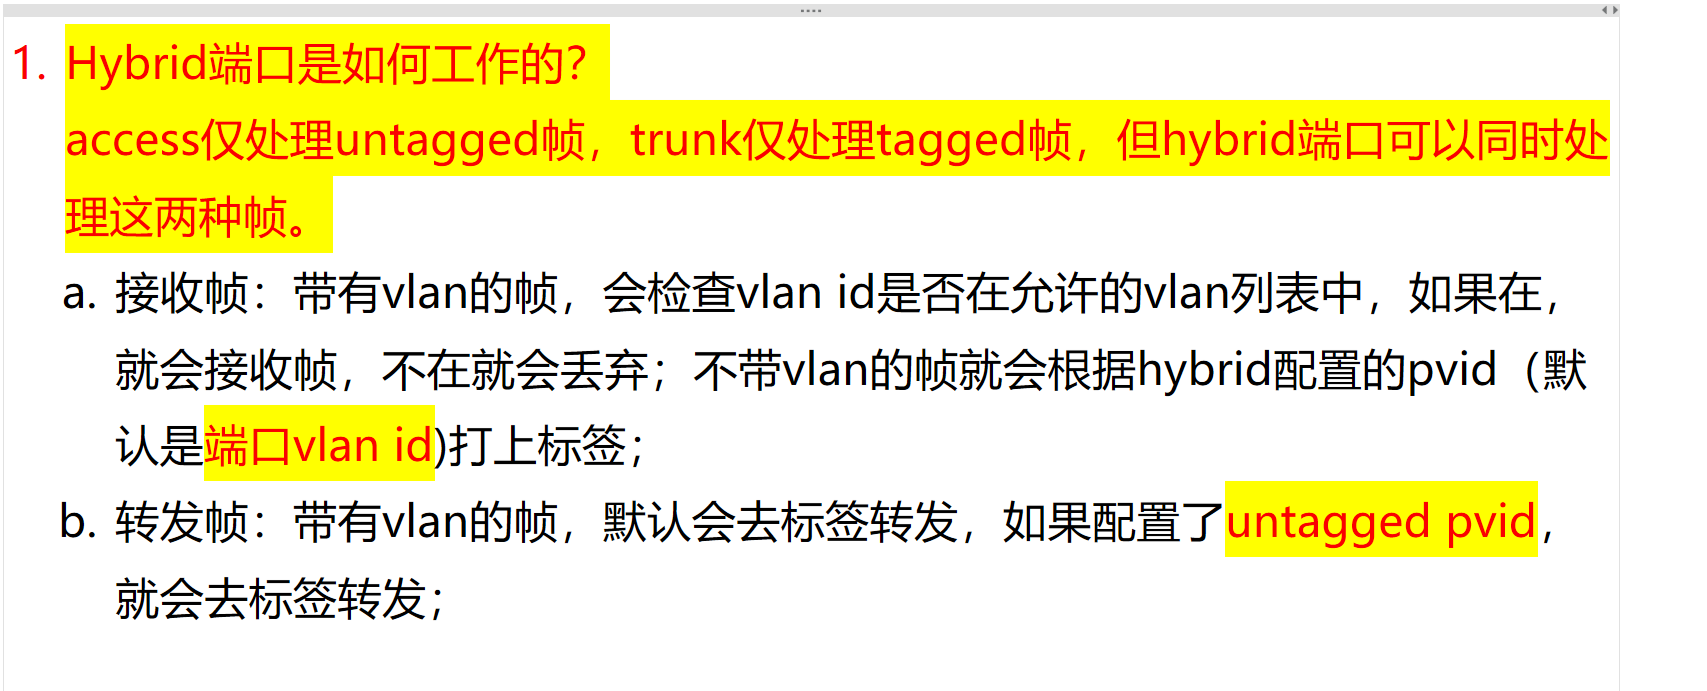 1. Hybrid端口是如何工作的？
access仅处理untagged帧，trunk仅处理tagged帧，但hybrid端口可以同时处
理这两种帧。
a. 接收帧：带有vlan的帧，会检查vlan id是否在允许的vlan列表中，如果在，
就会接收帧，不在就会丢弃；不带vlan的帧就会根据hybrid配置的pvid（默
认是端口vlan id)打上标签；
b. 转发帧：带有vlan的帧，默认会去标签转发，如果配置了untagged pvid，
就会去标签转发；